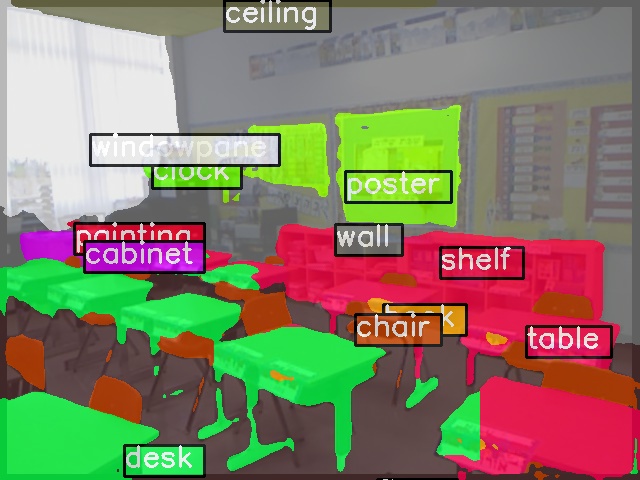 ceiling
windowpane
clock
poster
painting
wall
cabinet
shelf
chair
table
desk